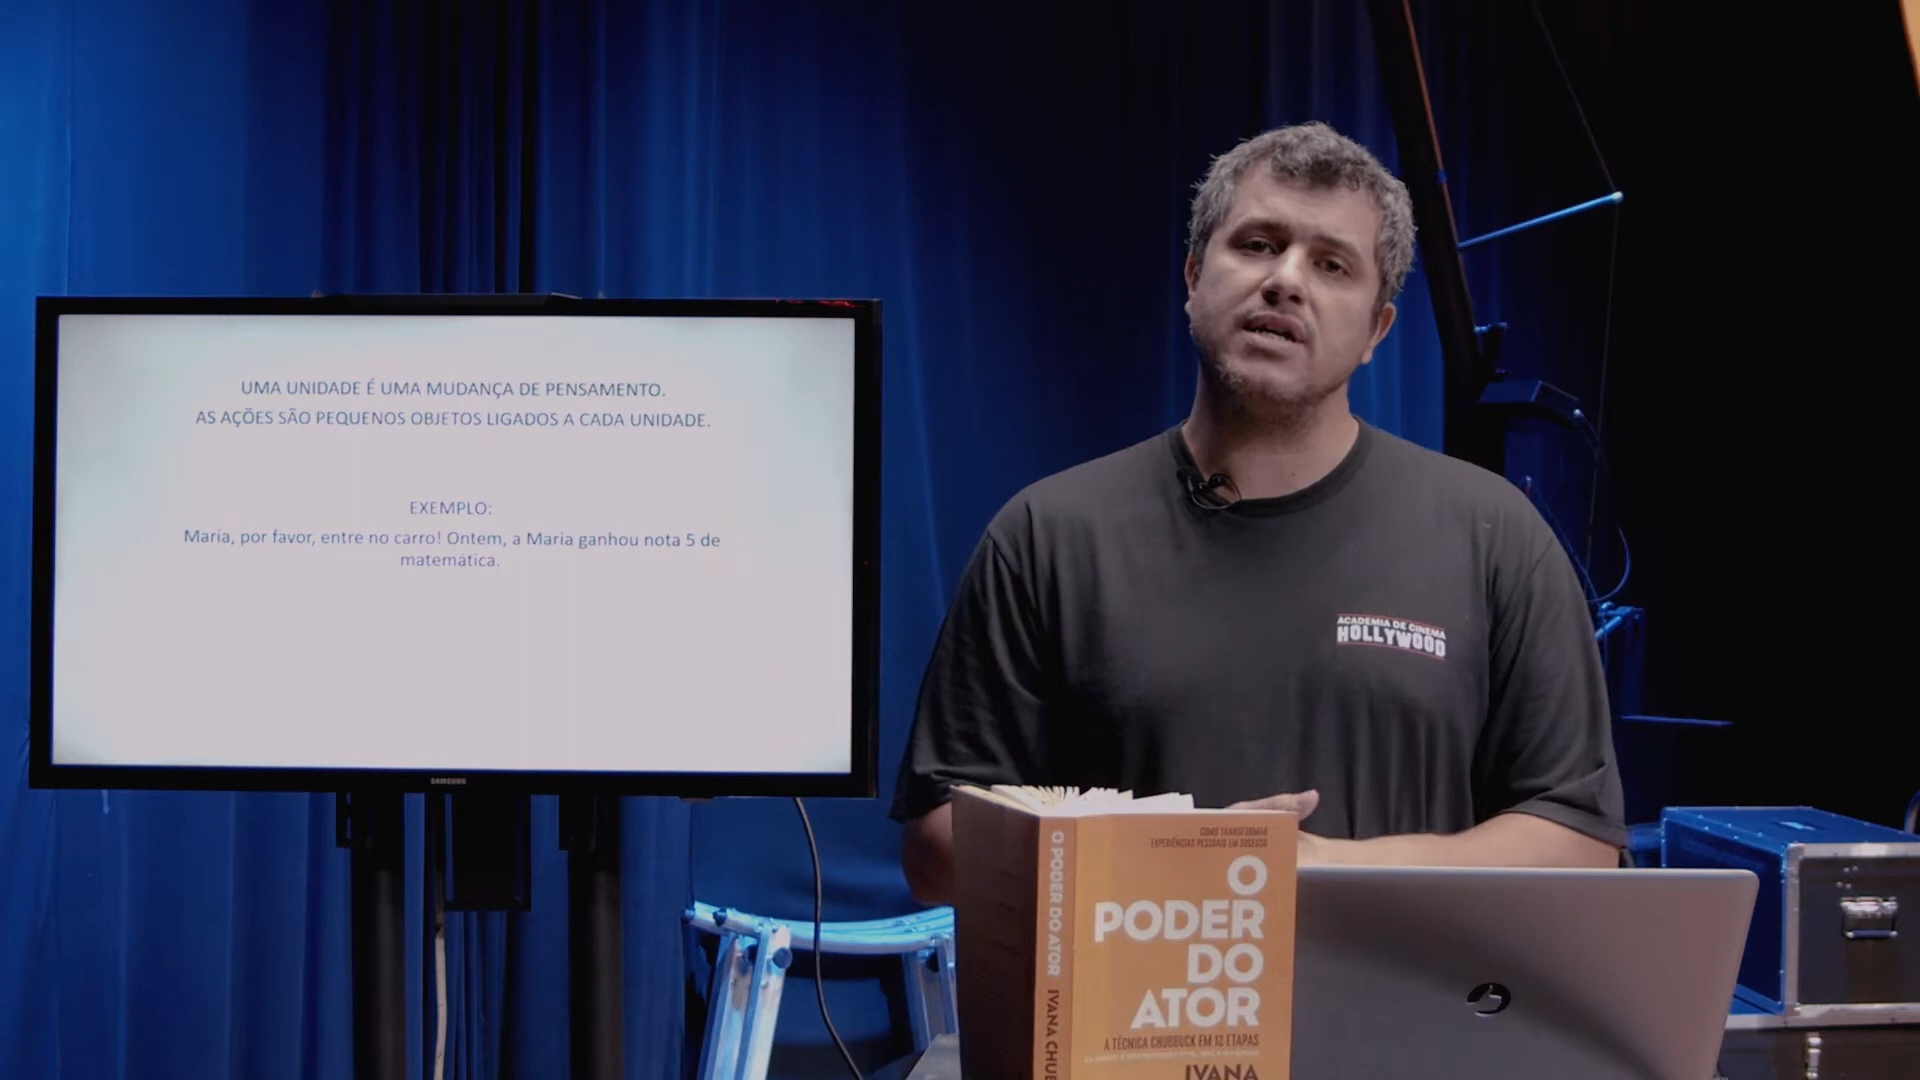 UMA UNIDADE É UMA MUDANÇA DE PENSAMENTO.
AS AÇÕES SÃO PEQUENOS OBJETOS LIGADOS A CADA UNIDADE.
EXEMPLO:
Maria, por favor, entre no carro! Ontem, a Maria ganhou nota 5 de
matemática.
SAMSUNG
ACADEMIA DE CINEMA
HOLLYWOOD
O PODER DO ATOR IVANA CHUB
COMO TRANSFORMAR
EXPERIÊNCIAS PESSOAIS EM SUCESSO
O
PODER
DO
ATOR
A TÉCNICA CHUBBUCK EM 12 ETAPAS
IVANA